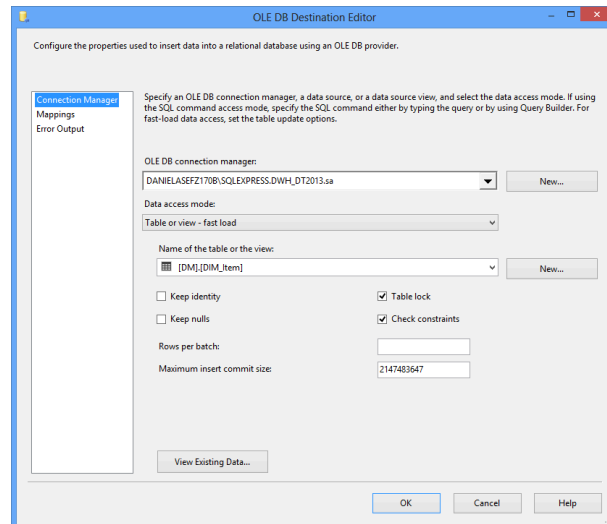 OLE DB Destination Editor
Configure the properties used to insert data into a relational database using an OLE DB provider.
Connection Manager
Mappings
Error Output
Specify an OLE DB connection manager, a data source, or a data source view, and select the data access mode. If using
the SQL command access mode, specify the SQL command either by typing the query or by using Query Builder. For
fast-load data access, set the table update options.
OLE DB connection manager:
DANIELASEFZ170B\SQLEXPRESS.DWH_DT2013.sa
New...
Data access mode:
Table or view - fast load
Name of the table or the view:
[DM].[DIM_Item]
New...
Keep identity
Table lock
Keep nulls
Check constraints
Rows per batch:
Maximum insert commit size:
2147483647
View Existing Data...
OK
Cancel
Help